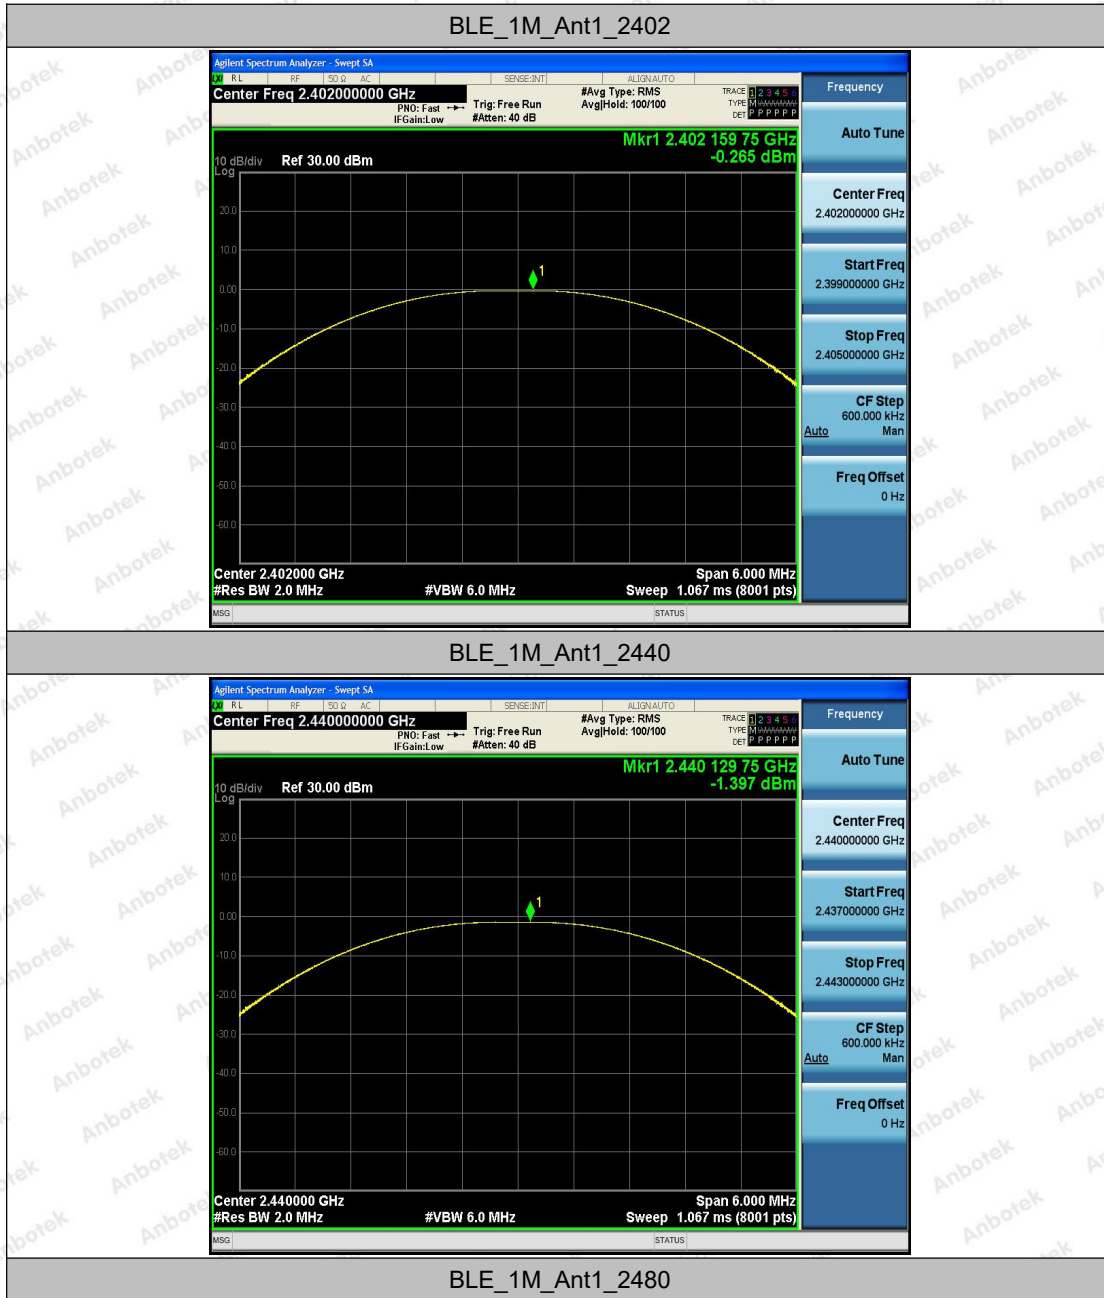 BLE_1M_Ant1_2402
Agilent Spectrum Analyzer - Swept SA
RL RF 50 Ω AC SENSE:INT ALIGNAUTO
Center Freq 2.402000000 GHz
PNO: Fast
IFGain:Low
Trig: Free Run
#Atten: 40 dB
#Avg Type: RMS
Avg|Hold: 100/100
TRACE 1 2 3 4 5 6
TYPE M WWWWW
DET P P P P P P
Mkr1 2.402 159 75 GHz
-0.265 dBm
10 dB/div Ref 30.00 dBm
Log
20.0
10.0
0.00
-10.0
-20.0
-30.0
-40.0
-50.0
-60.0
1
Center 2.402000 GHz Span 6.000 MHz
#Res BW 2.0 MHz #VBW 6.0 MHz Sweep 1.067 ms (8001 pts)
MSG STATUS
Frequency
Auto Tune
Center Freq
2.402000000 GHz
Start Freq
2.399000000 GHz
Stop Freq
2.405000000 GHz
CF Step
600.000 kHz
Auto Man
Freq Offset
0 Hz
BLE_1M_Ant1_2440
Agilent Spectrum Analyzer - Swept SA
RL RF 50 Ω AC SENSE:INT ALIGNAUTO
Center Freq 2.440000000 GHz
PNO: Fast
IFGain:Low
Trig: Free Run
#Atten: 40 dB
#Avg Type: RMS
Avg|Hold: 100/100
TRACE 1 2 3 4 5 6
TYPE M WWWWW
DET P P P P P P
Mkr1 2.440 129 75 GHz
-1.397 dBm
10 dB/div Ref 30.00 dBm
Log
20.0
10.0
0.00
-10.0
-20.0
-30.0
-40.0
-50.0
-60.0
1
Center 2.440000 GHz Span 6.000 MHz
#Res BW 2.0 MHz #VBW 6.0 MHz Sweep 1.067 ms (8001 pts)
MSG STATUS
Frequency
Auto Tune
Center Freq
2.440000000 GHz
Start Freq
2.437000000 GHz
Stop Freq
2.443000000 GHz
CF Step
600.000 kHz
Auto Man
Freq Offset
0 Hz
BLE_1M_Ant1_2480
Anbotek